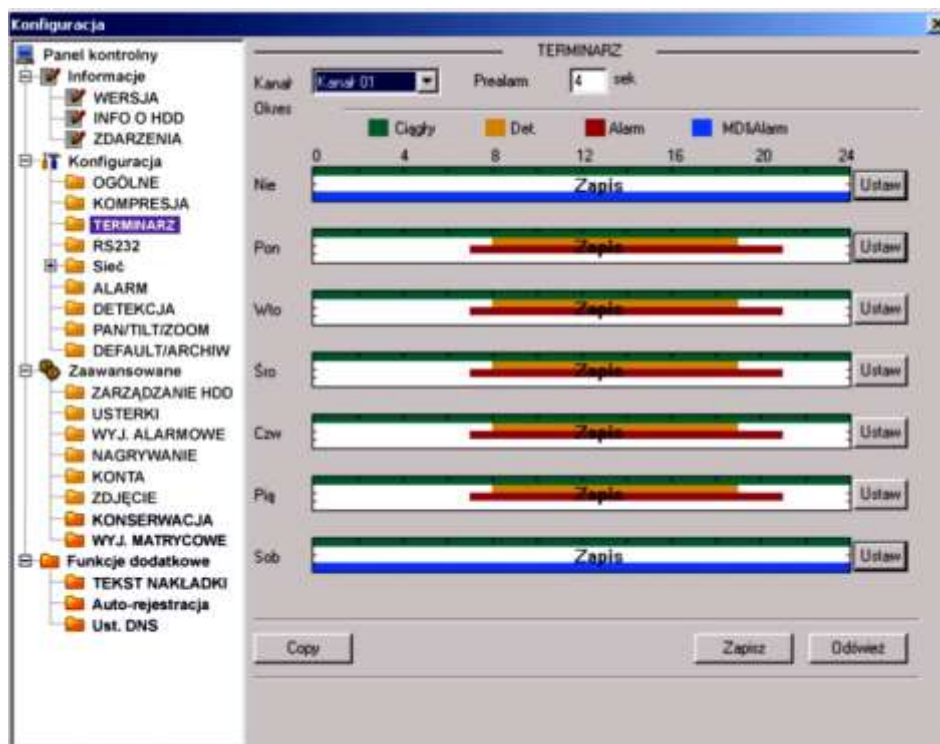 Konfiguracja
Panel kontrolny
Informacje
WERSJA
INFO O HDD
ZDARZENIA
Konfiguracja
OGÓLNE
KOMPRESJA
TERMINARZ
RS232
Sieć
ALARM
DETEKCJA
PAN/TILT/ZOOM
DEFAULT/ARCHIW
Zaawansowane
ZARZĄDZANIE HDD
USTERKI
WYJ. ALARMOWE
NAGRYWANIE
KONTA
ZDJĘCIE
KONSERWACJA
WYJ. MATRYCOWE
Funkcje dodatkowe
TEKST NAKŁADKI
Auto-rejestracja
Ust. DNS
TERMINARZ
Kanał Kanał 01 Prealarm 4 sek
Okres
Ciągły Det. Alarm MD&Alarm
0 4 8 12 16 20 24
Nie Zapis Ustaw
Pon Zapis Ustaw
Wto Zapis Ustaw
Śro Zapis Ustaw
Czw Zapis Ustaw
Pią Zapis Ustaw
Sob Zapis Ustaw
Copy Zapisz Odśwież